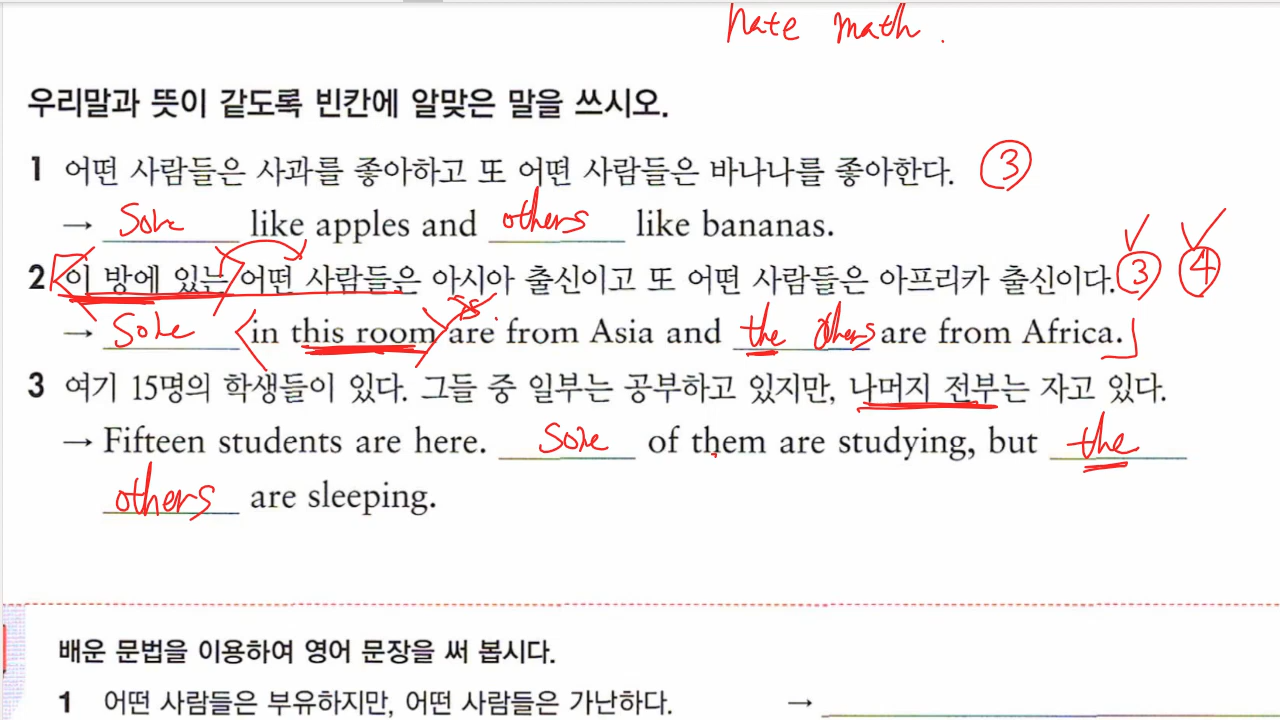 hate math.
우리말과 뜻이 같도록 빈칸에 알맞은 말을 쓰시오.
1 어떤 사람들은 사과를 좋아하고 또 어떤 사람들은 바나나를 좋아한다. ③
→ Some like apples and others like bananas.
2 이 방에 있는 어떤 사람들은 아시아 출신이고 또 어떤 사람들은 아프리카 출신이다. ③ ④
→ Some in this room are from Asia and the others are from Africa.
3 여기 15명의 학생들이 있다. 그들 중 일부는 공부하고 있지만, 나머지 전부는 자고 있다.
→ Fifteen students are here. Some of them are studying, but the
others are sleeping.
배운 문법을 이용하여 영어 문장을 써 봅시다.
1 어떤 사람들은 부유하지만, 어떤 사람들은 가난하다. →